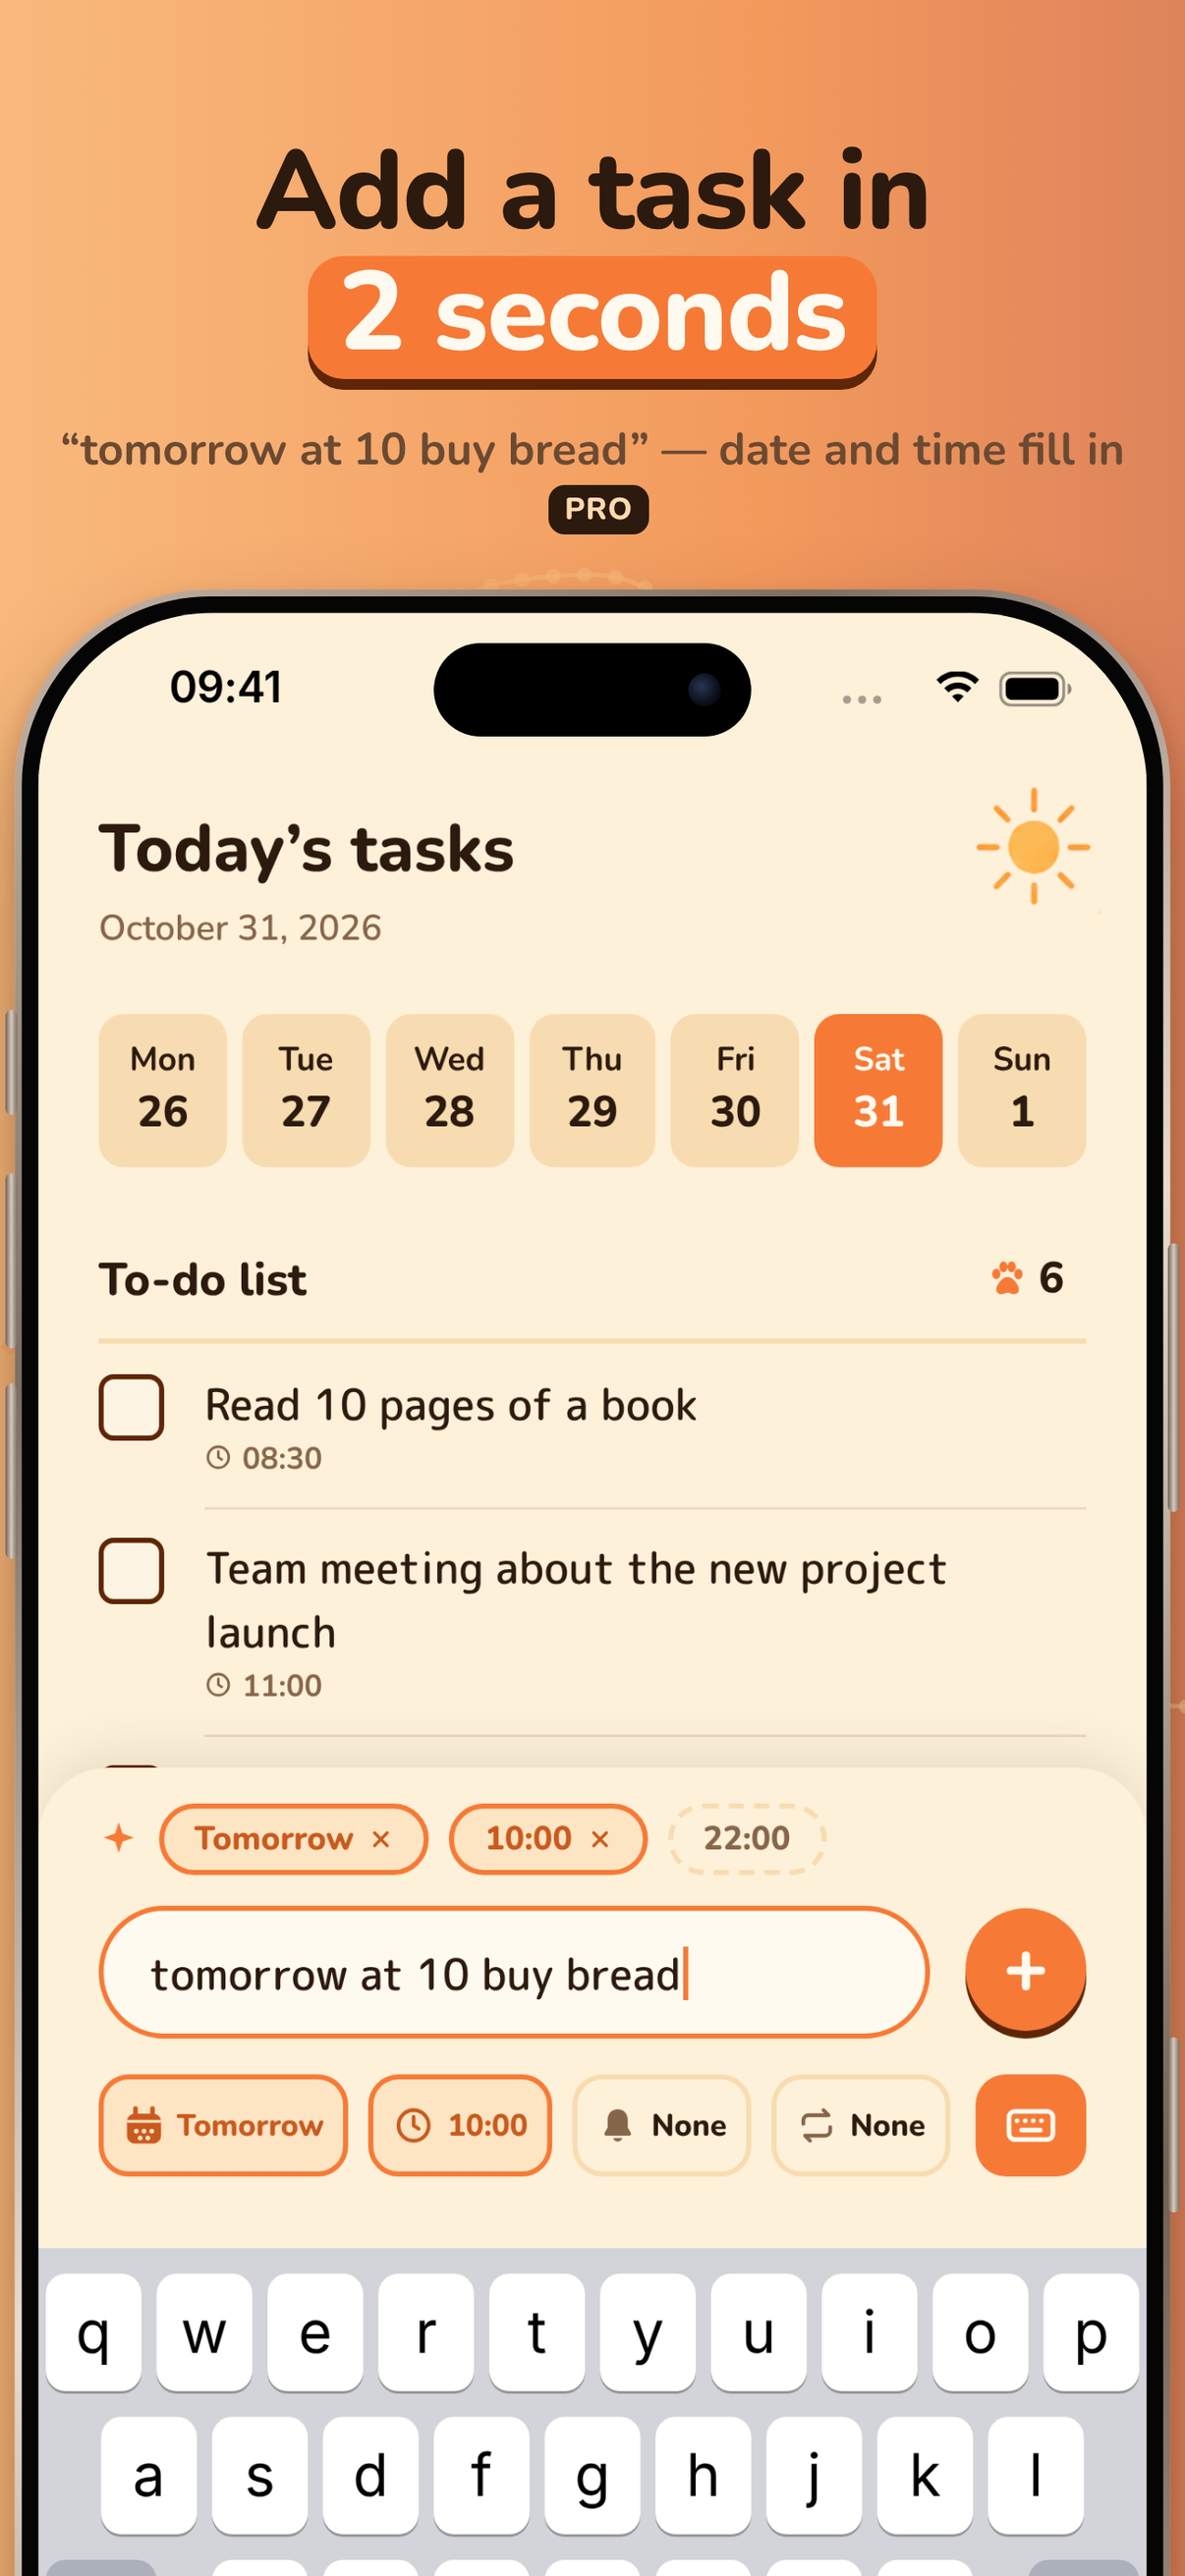 Add a task in
2 seconds
“tomorrow at 10 buy bread” — date and time fill in
PRO
09:41
Today’s tasks
October 31, 2026
Mon Tue Wed Thu Fri Sat Sun
26 27 28 29 30 31 1
To-do list 6
Read 10 pages of a book
08:30
Team meeting about the new project
launch
11:00
Tomorrow × 10:00 × 22:00
tomorrow at 10 buy bread
+
Tomorrow 10:00 None None
q w e r t y u i o p
a s d f g h j k l